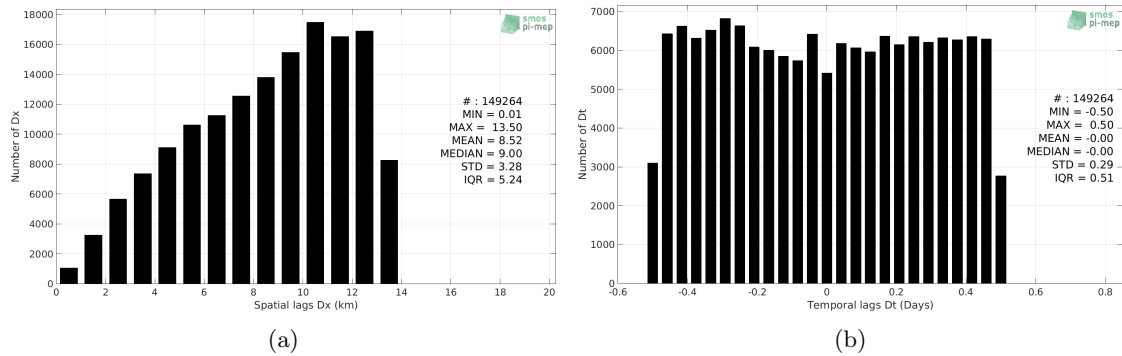 18000
16000
14000
12000
10000
8000
6000
4000
2000
0
Number of Dx
smos
pi-mep
# : 149264
MIN = 0.01
MAX = 13.50
MEAN = 8.52
MEDIAN = 9.00
STD = 3.28
IQR = 5.24
0 2 4 6 8 10 12 14 16 18 20
Spatial lags Dx (km)
(a)
7000
6000
5000
4000
3000
2000
1000
0
Number of Dt
smos
pi-mep
# : 149264
MIN = -0.50
MAX = 0.50
MEAN = -0.00
MEDIAN = -0.00
STD = 0.29
IQR = 0.51
-0.6 -0.4 -0.2 0 0.2 0.4 0.6 0.8
Temporal lags Dt (Days)
(b)